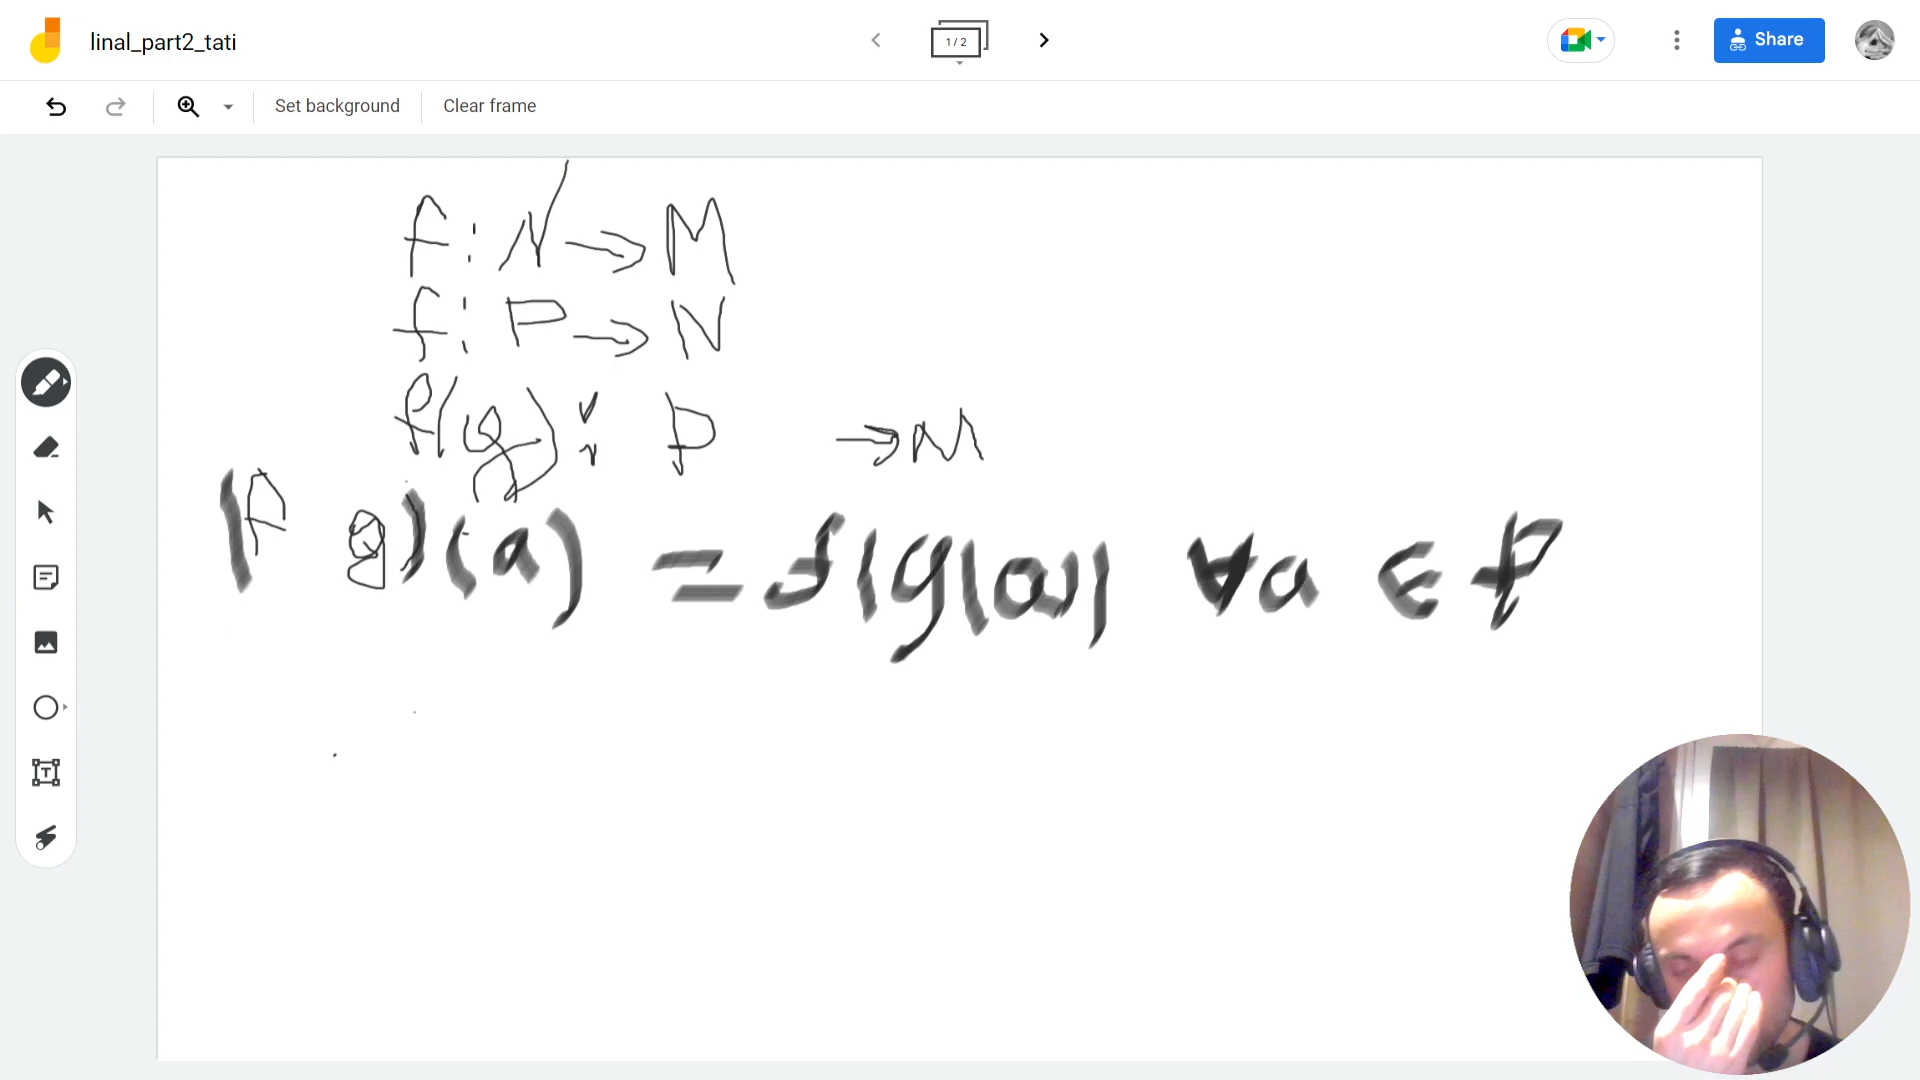 linal_part2_tati
1 / 2
Share
Set background
Clear frame
f: N → M
f: P → N
f(g): P → M
(f g)(a) = f(g(a)) ∀a ∈ P